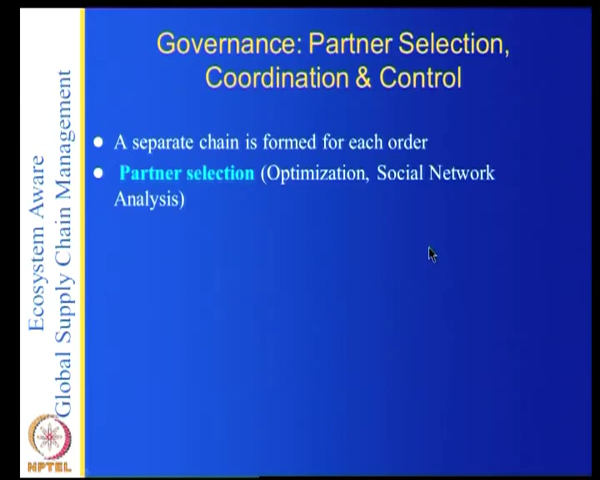 Governance: Partner Selection,
Coordination & Control
A separate chain is formed for each order
Partner selection (Optimization, Social Network
Analysis)
Ecosystem Aware
Global Supply Chain Management
NPTEL